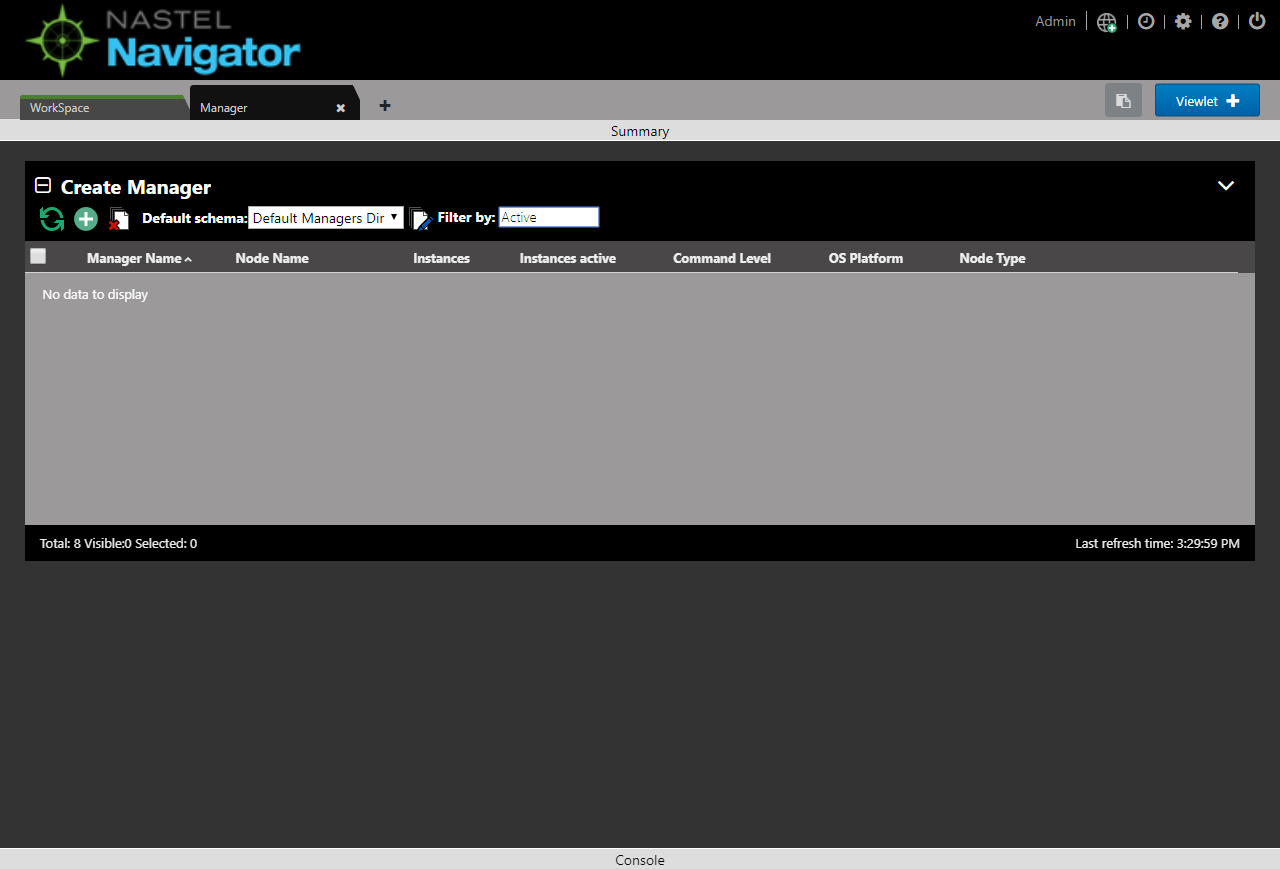 NASTEL
Navigator
Admin
WorkSpace
Manager
Viewlet
Summary
Create Manager
Default schema: Default Managers Dir Filter by: Active
Manager Name Node Name Instances Instances active Command Level OS Platform Node Type
No data to display
Total: 8 Visible:0 Selected: 0 Last refresh time: 3:29:59 PM
Console